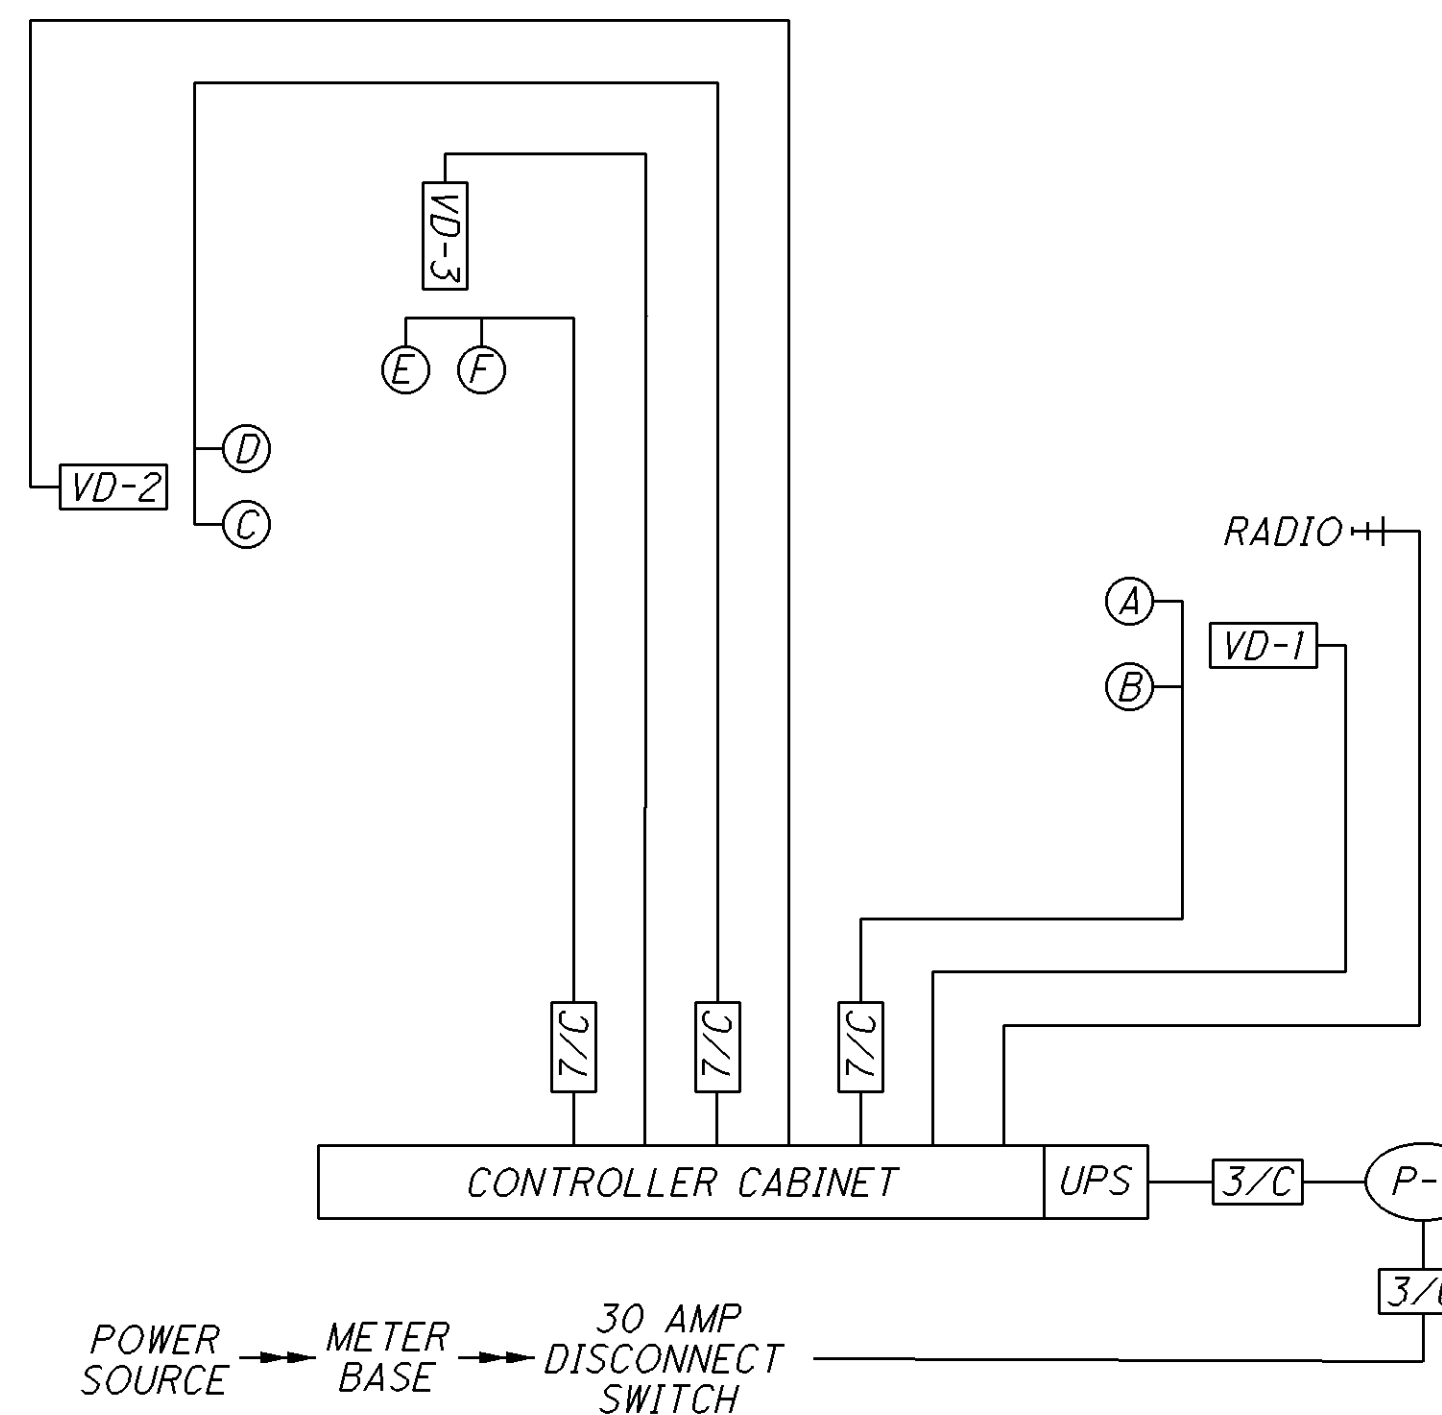 VD-3
E
F
D
VD-2
C
RADIO
A
VD-1
B
7/C
7/C
7/C
CONTROLLER CABINET
UPS
3/C
P-
3/C
POWER
SOURCE
METER
BASE
30 AMP
DISCONNECT
SWITCH